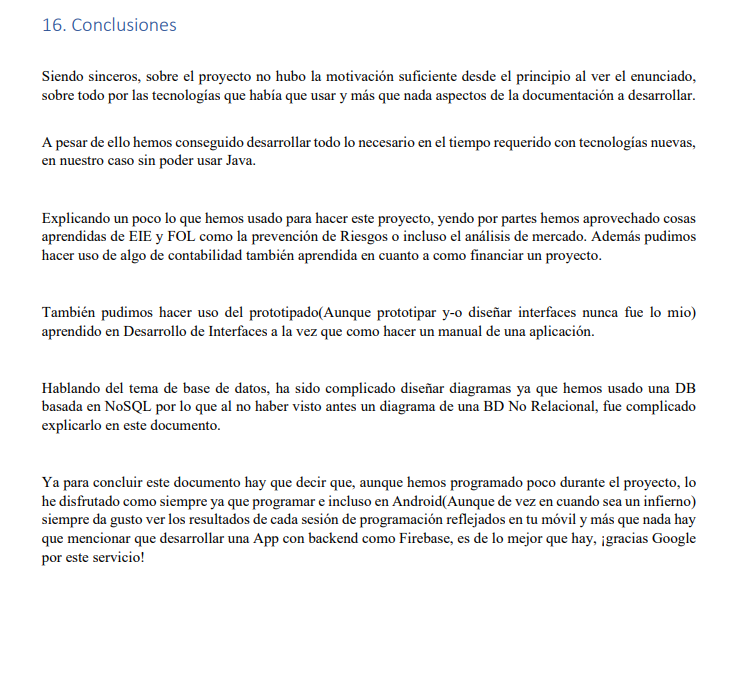 16. Conclusiones
Siendo sinceros, sobre el proyecto no hubo la motivación suficiente desde el principio al ver el enunciado,
sobre todo por las tecnologías que había que usar y más que nada aspectos de la documentación a desarrollar.
A pesar de ello hemos conseguido desarrollar todo lo necesario en el tiempo requerido con tecnologías nuevas,
en nuestro caso sin poder usar Java.
Explicando un poco lo que hemos usado para hacer este proyecto, yendo por partes hemos aprovechado cosas
aprendidas de EIE y FOL como la prevención de Riesgos o incluso el análisis de mercado. Además pudimos
hacer uso de algo de contabilidad también aprendida en cuanto a como financiar un proyecto.
También pudimos hacer uso del prototipado(Aunque prototipar y-o diseñar interfaces nunca fue lo mio)
aprendido en Desarrollo de Interfaces a la vez que como hacer un manual de una aplicación.
Hablando del tema de base de datos, ha sido complicado diseñar diagramas ya que hemos usado una DB
basada en NoSQL por lo que al no haber visto antes un diagrama de una BD No Relacional, fue complicado
explicarlo en este documento.
Ya para concluir este documento hay que decir que, aunque hemos programado poco durante el proyecto, lo
he disfrutado como siempre ya que programar e incluso en Android(Aunque de vez en cuando sea un infierno)
siempre da gusto ver los resultados de cada sesión de programación reflejados en tu móvil y más que nada hay
que mencionar que desarrollar una App con backend como Firebase, es de lo mejor que hay, ¡gracias Google
por este servicio!